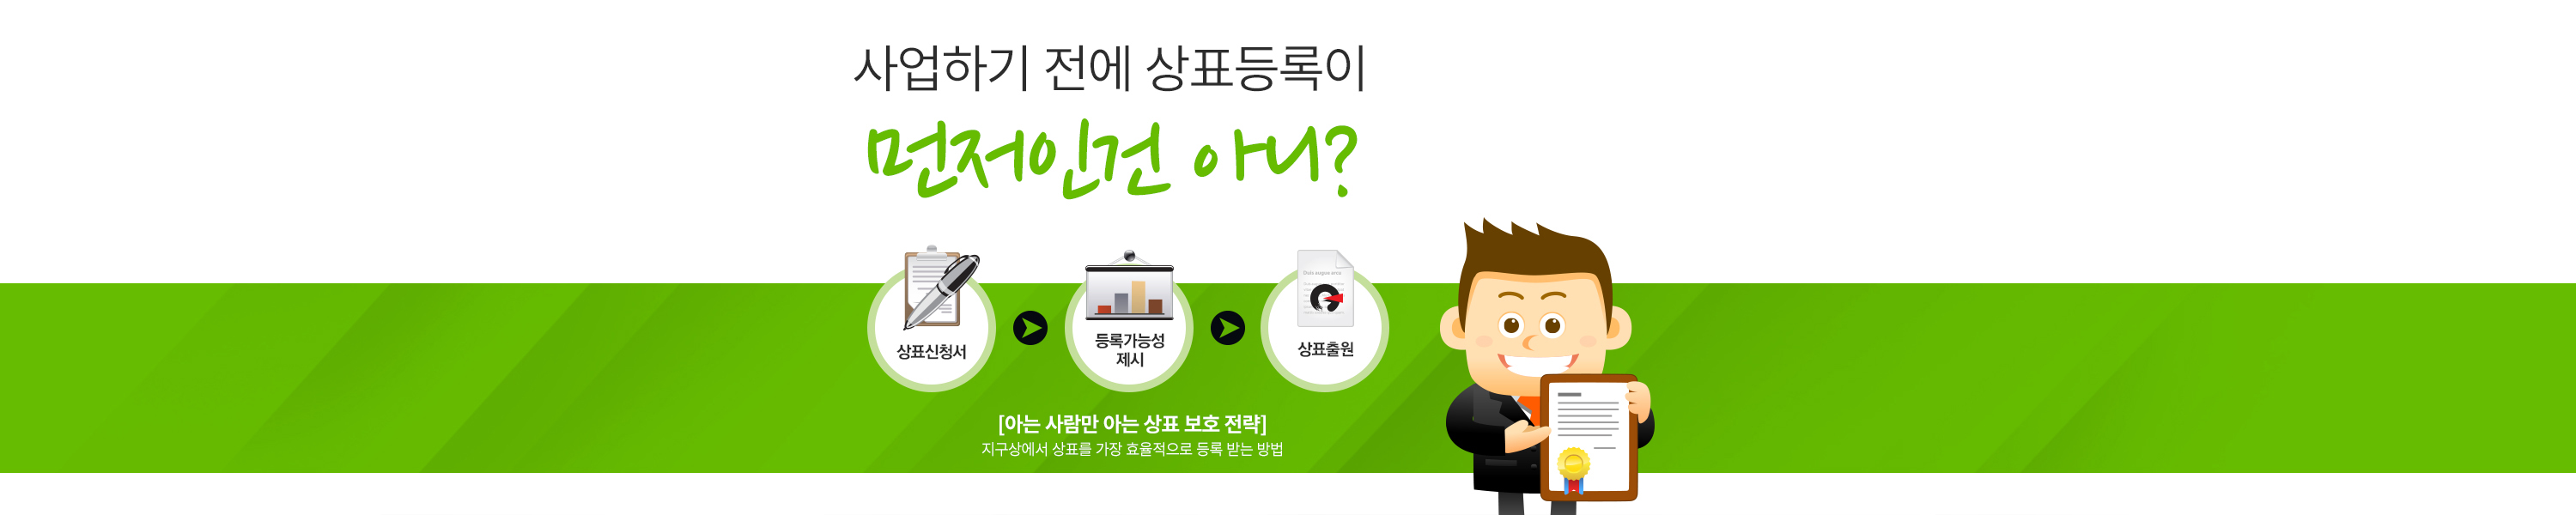 사업하기 전에 상표등록이
먼저인건 아니?
상표신청서
등록가능성
제시
상표출원
[아는 사람만 아는 상표 보호 전략]
지구상에서 상표를 가장 효율적으로 등록 받는 방법